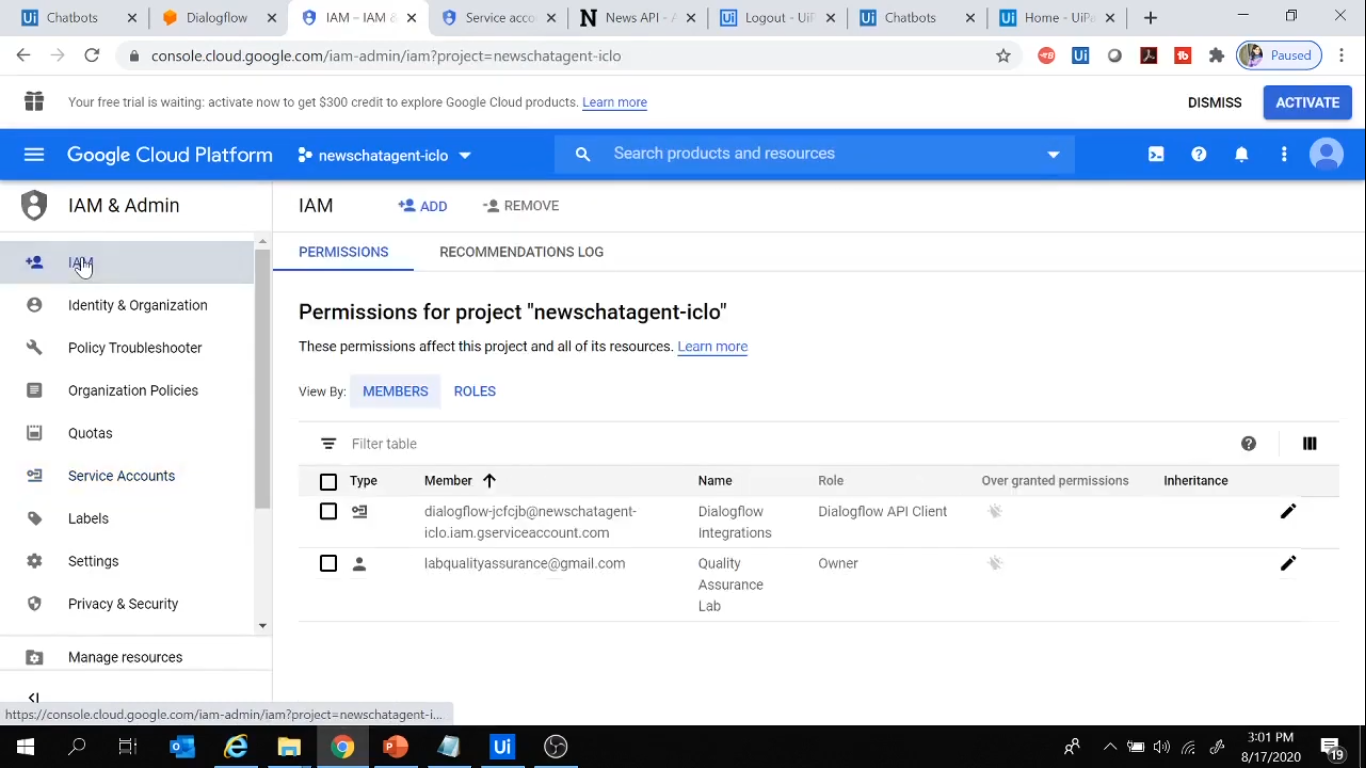 Chatbots
Dialogflow
IAM – IAM &
Service acco
News API - A
Logout - UiP
Chatbots
Home - UiPa
console.cloud.google.com/iam-admin/iam?project=newschatagent-iclo
Paused
Your free trial is waiting: activate now to get $300 credit to explore Google Cloud products. Learn more
DISMISS
ACTIVATE
Google Cloud Platform
newschatagent-iclo
Search products and resources
IAM & Admin
IAM
ADD
REMOVE
IAM
Identity & Organization
Policy Troubleshooter
Organization Policies
Quotas
Service Accounts
Labels
Settings
Privacy & Security
Manage resources
PERMISSIONS
RECOMMENDATIONS LOG
Permissions for project "newschatagent-iclo"
These permissions affect this project and all of its resources. Learn more
View By: MEMBERS ROLES
Filter table
Type Member Name Role Over granted permissions Inheritance
dialogflow-jcfcjb@newschatagent- Dialogflow Dialogflow API Client
iclo.iam.gserviceaccount.com Integrations
labqualityassurance@gmail.com Quality Owner
Assurance
Lab
https://console.cloud.google.com/iam-admin/iam?project=newschatagent-i...
3:01 PM
8/17/2020
19